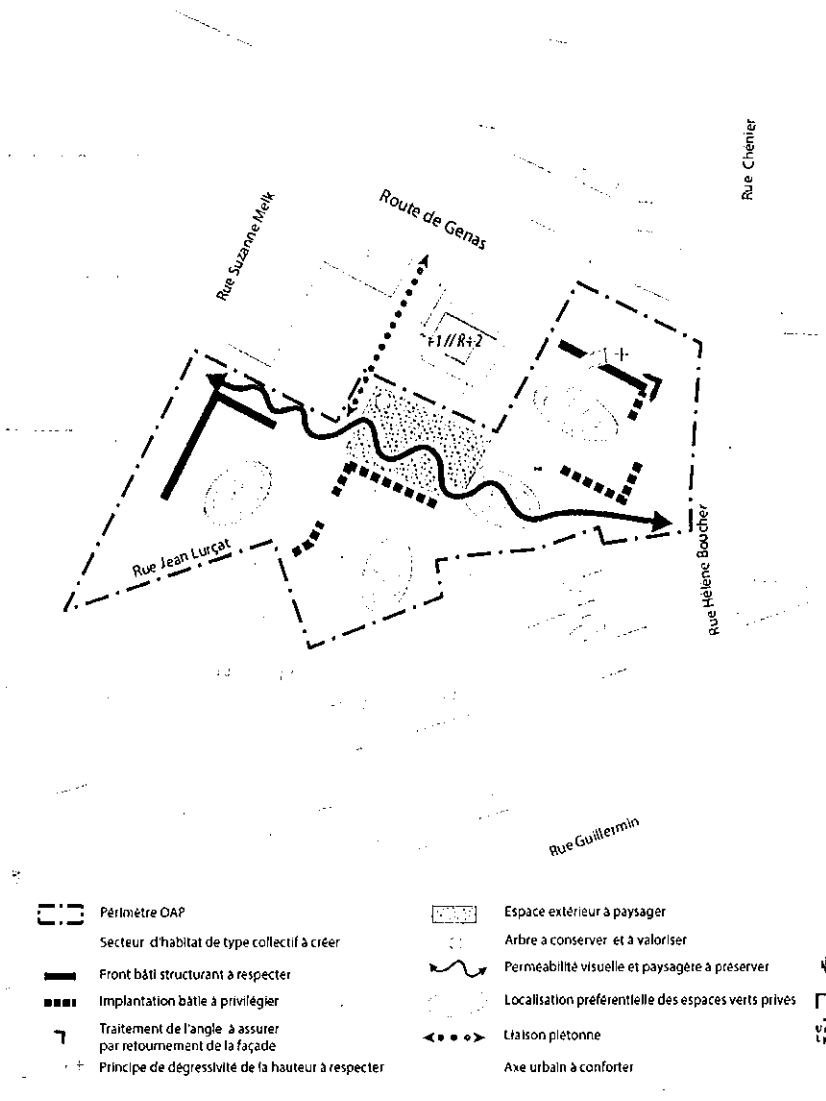 Rue Chénier
Route de Genas
Rue Suzanne Melk
+1 // R+2
Rue Jean Lurçat
Rue Hélène Boucher
Rue Guillermin
Périmètre OAP
Secteur d'habitat de type collectif à créer
Front bâti structurant à respecter
Implantation bâtie à privilégier
Traitement de l'angle à assurer
par retournement de la façade
Principe de dégressivité de la hauteur à respecter
Espace extérieur à paysager
Arbre a conserver et à valoriser
Perméabilité visuelle et paysagère à préserver
Localisation préférentielle des espaces verts privés
Liaison piétonne
Axe urbain à conforter